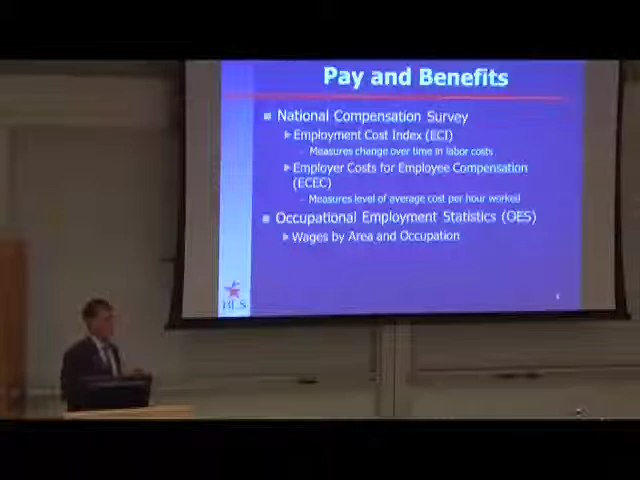 Pay and Benefits
National Compensation Survey
Employment Cost Index (ECI)
– Measures change over time in labor costs
Employer Costs for Employee Compensation
(ECEC)
– Measures level of average cost per hour worked
Occupational Employment Statistics (OES)
Wages by Area and Occupation
BLS